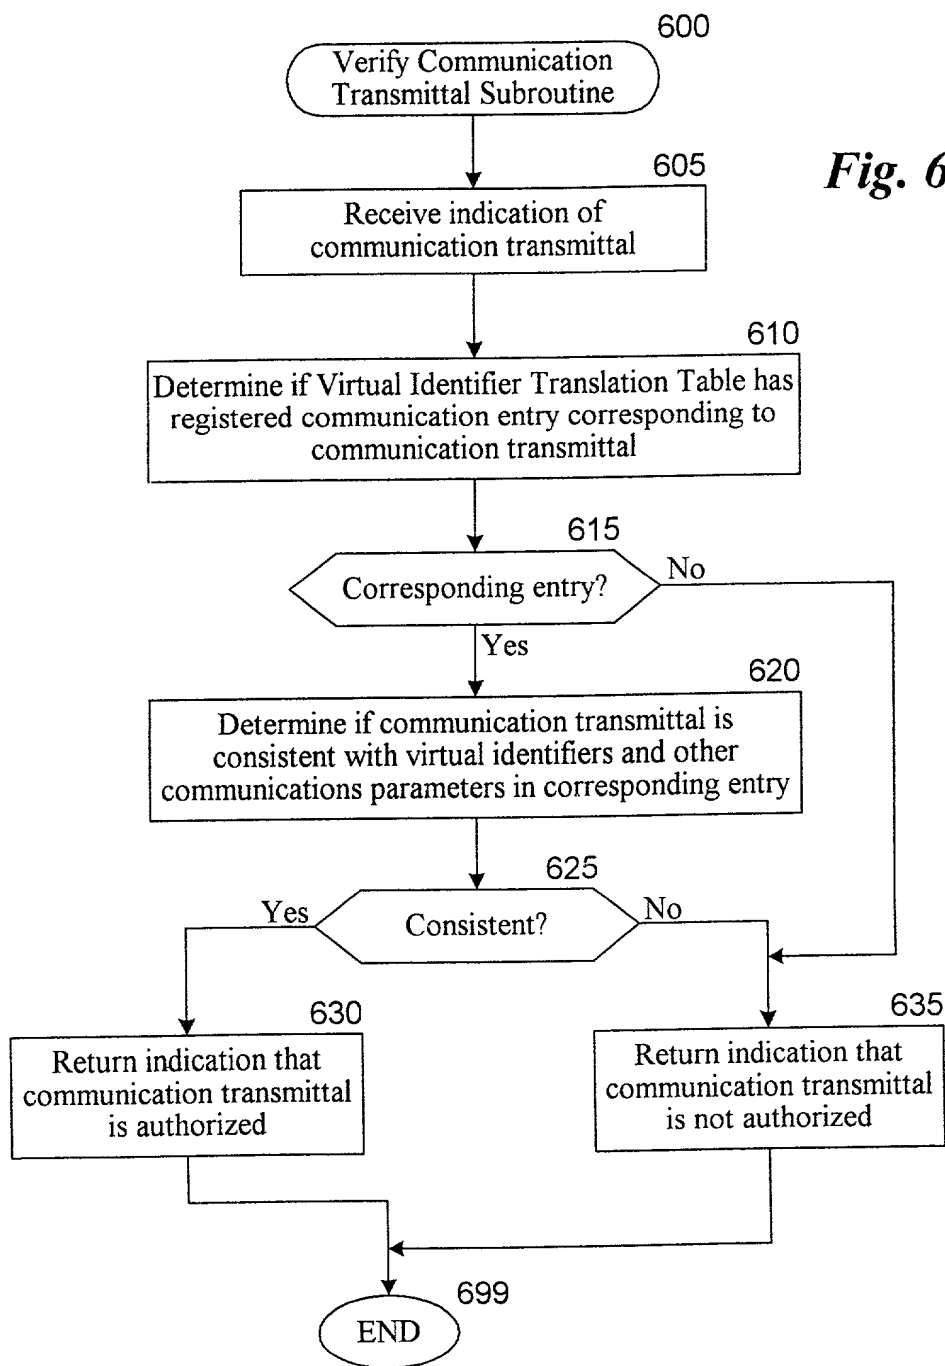 600
Verify Communication
Transmittal Subroutine
Fig. 6
605
Receive indication of
communication transmittal
610
Determine if Virtual Identifier Translation Table has
registered communication entry corresponding to
communication transmittal
615
Corresponding entry?
No
Yes
620
Determine if communication transmittal is
consistent with virtual identifiers and other
communications parameters in corresponding entry
625
Yes
Consistent?
No
630
Return indication that
communication transmittal
is authorized
635
Return indication that
communication transmittal
is not authorized
699
END